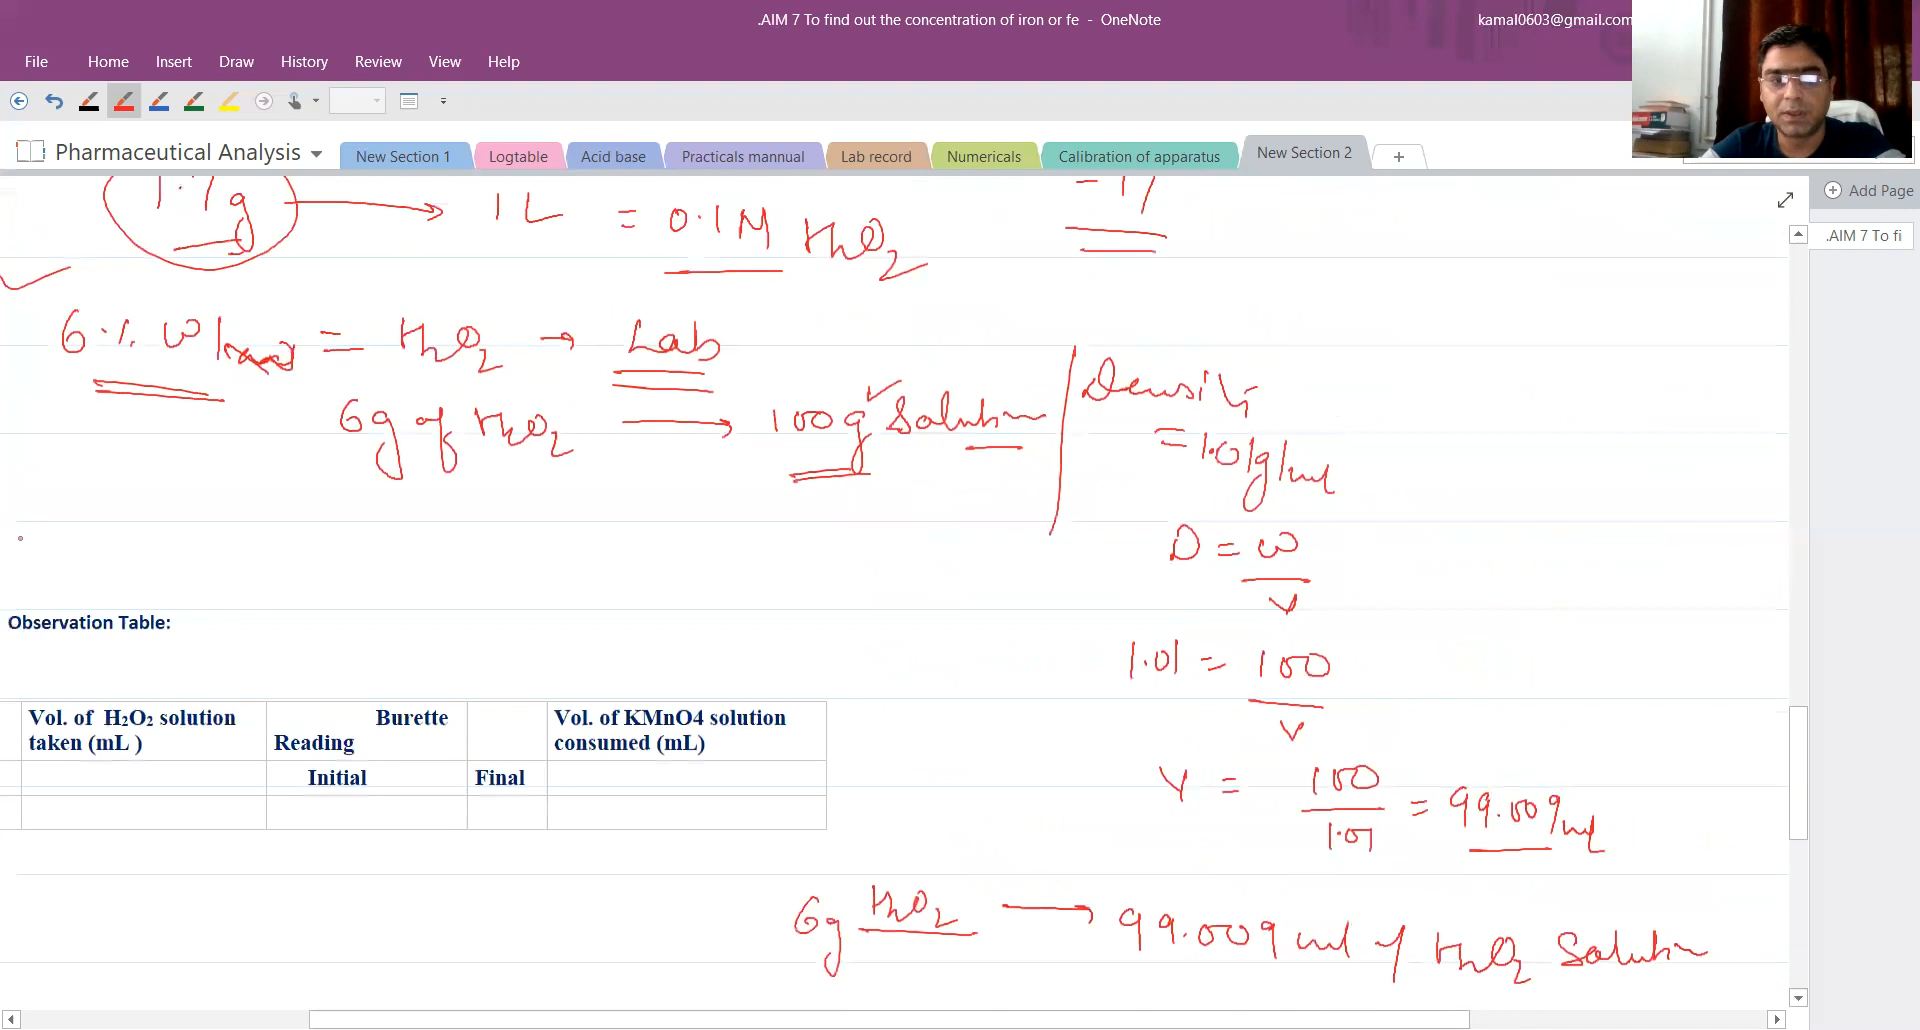 .AIM 7 To find out the concentration of iron or fe - OneNote
kamal0603@gmail.com
File Home Insert Draw History Review View Help
Pharmaceutical Analysis
New Section 1 Logtable Acid base Practicals mannual Lab record Numericals Calibration of apparatus New Section 2 +
Add Page
.AIM 7 To fi
1.7g → 1L = 0.1M H2O2
= 17
6% w/ = H2O2 → Lab
6g of H2O2 → 100g Solution
Density
= 1.01g/ml
D = w
v
1.01 = 100
v
Observation Table:
Vol. of H₂O₂ solution taken (mL )
Burette Reading
Vol. of KMnO4 solution consumed (mL)
Initial
Final
V = 100 = 99.009 ml
1.01
6g H2O2 → 99.009 ml of H2O2 Solution